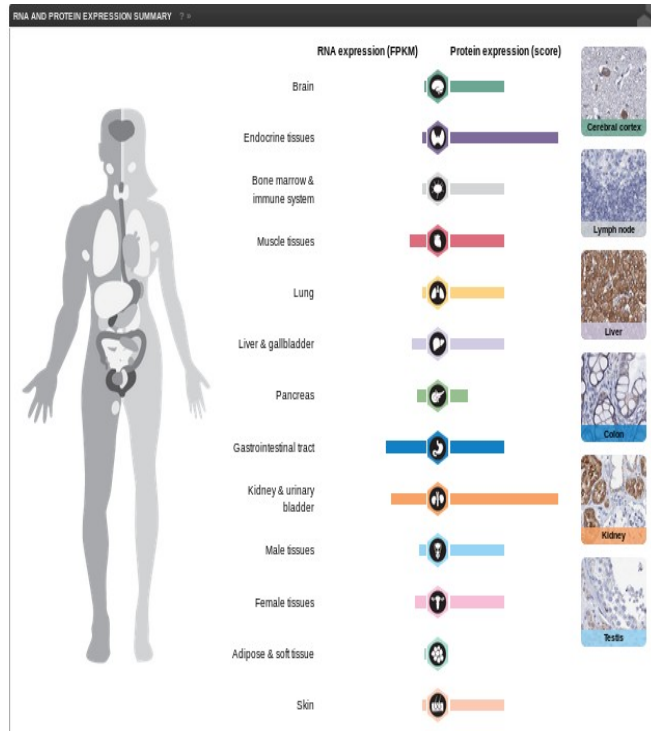 RNA AND PROTEIN EXPRESSION SUMMARY ? »
RNA expression (FPKM) Protein expression (score)
Brain
Cerebral cortex
Endocrine tissues
Bone marrow &
immune system
Lymph node
Muscle tissues
Lung
Liver
Liver & gallbladder
Pancreas
Colon
Gastrointestinal tract
Kidney & urinary
bladder
Kidney
Male tissues
Female tissues
Testis
Adipose & soft tissue
Skin